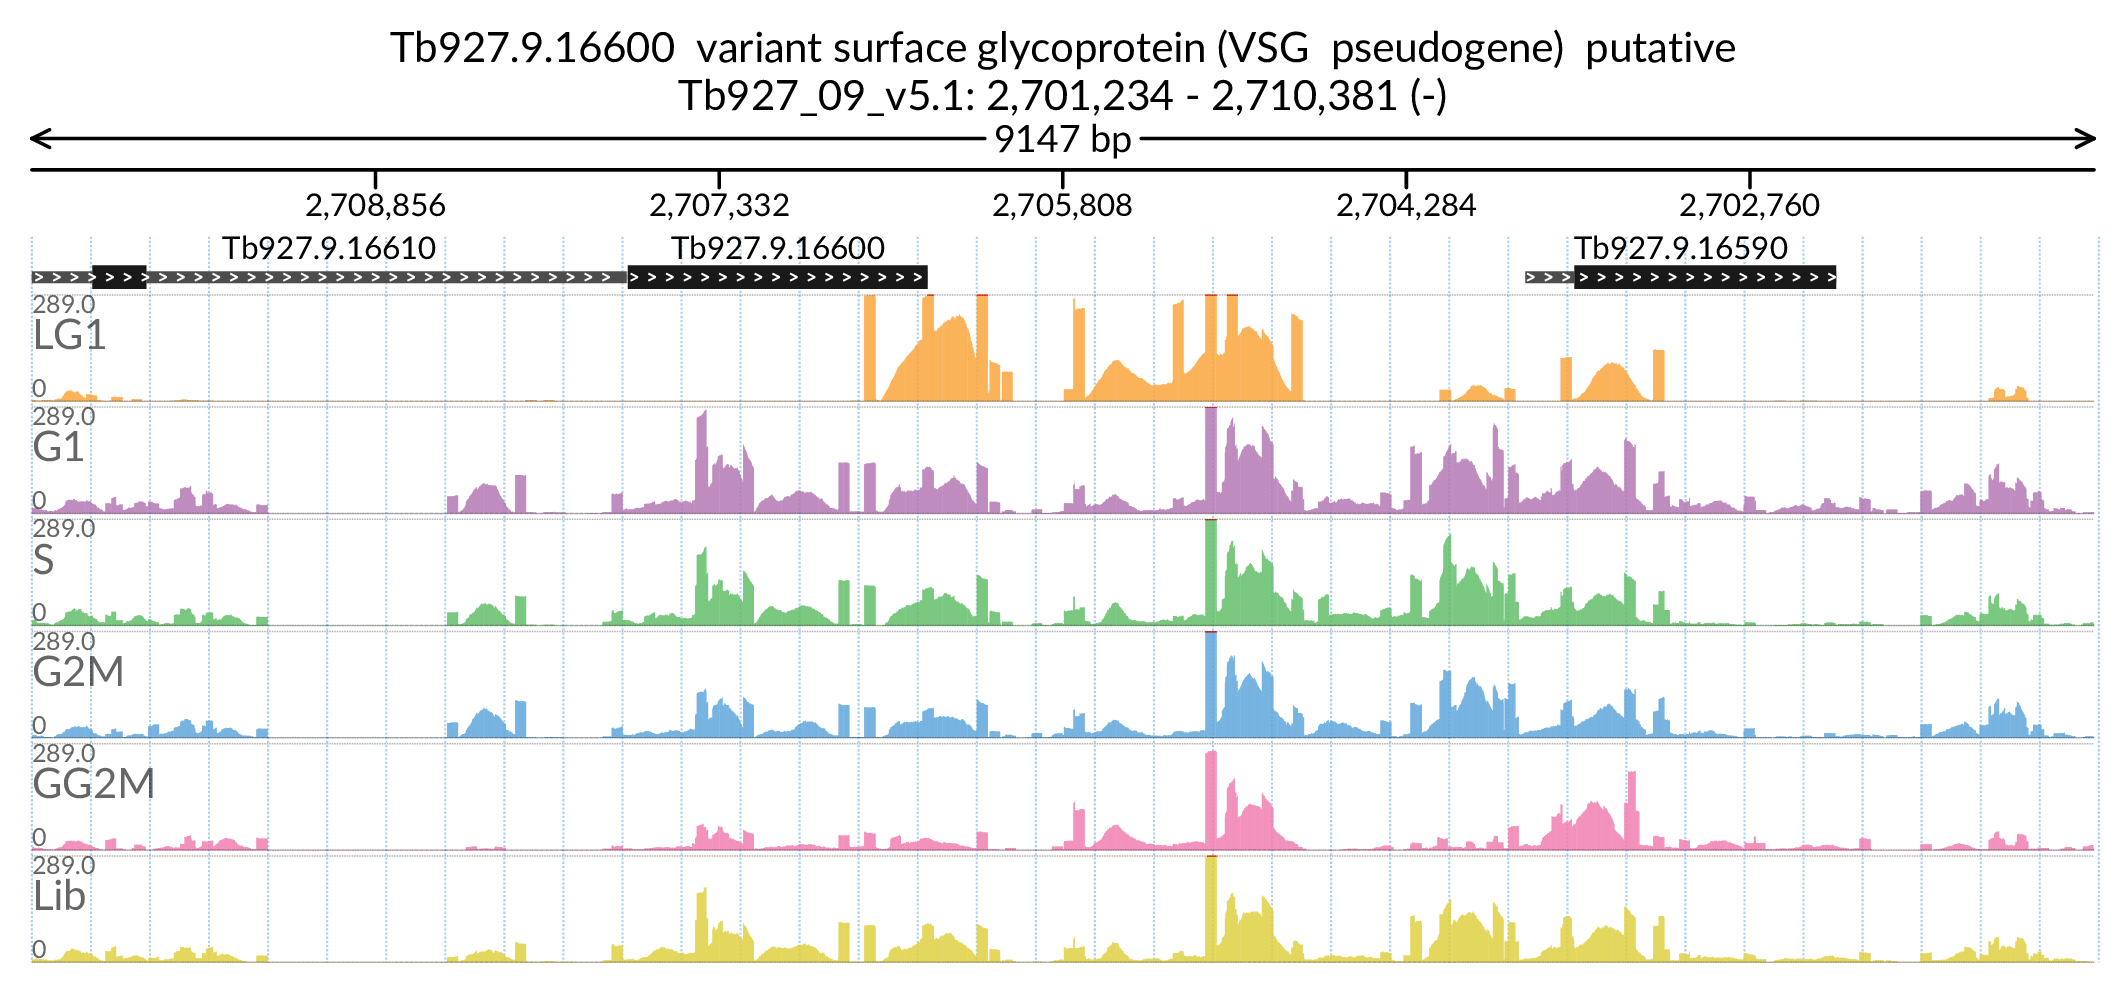 Tb927.9.16600 variant surface glycoprotein (VSG pseudogene) putative
Tb927_09_v5.1: 2,701,234 - 2,710,381 (-)
9147 bp
2,708,856 2,707,332 2,705,808 2,704,284 2,702,760
Tb927.9.16610 Tb927.9.16600 Tb927.9.16590
289.0
LG1
0
289.0
G1
0
289.0
S
0
289.0
G2M
0
289.0
GG2M
0
289.0
Lib
0